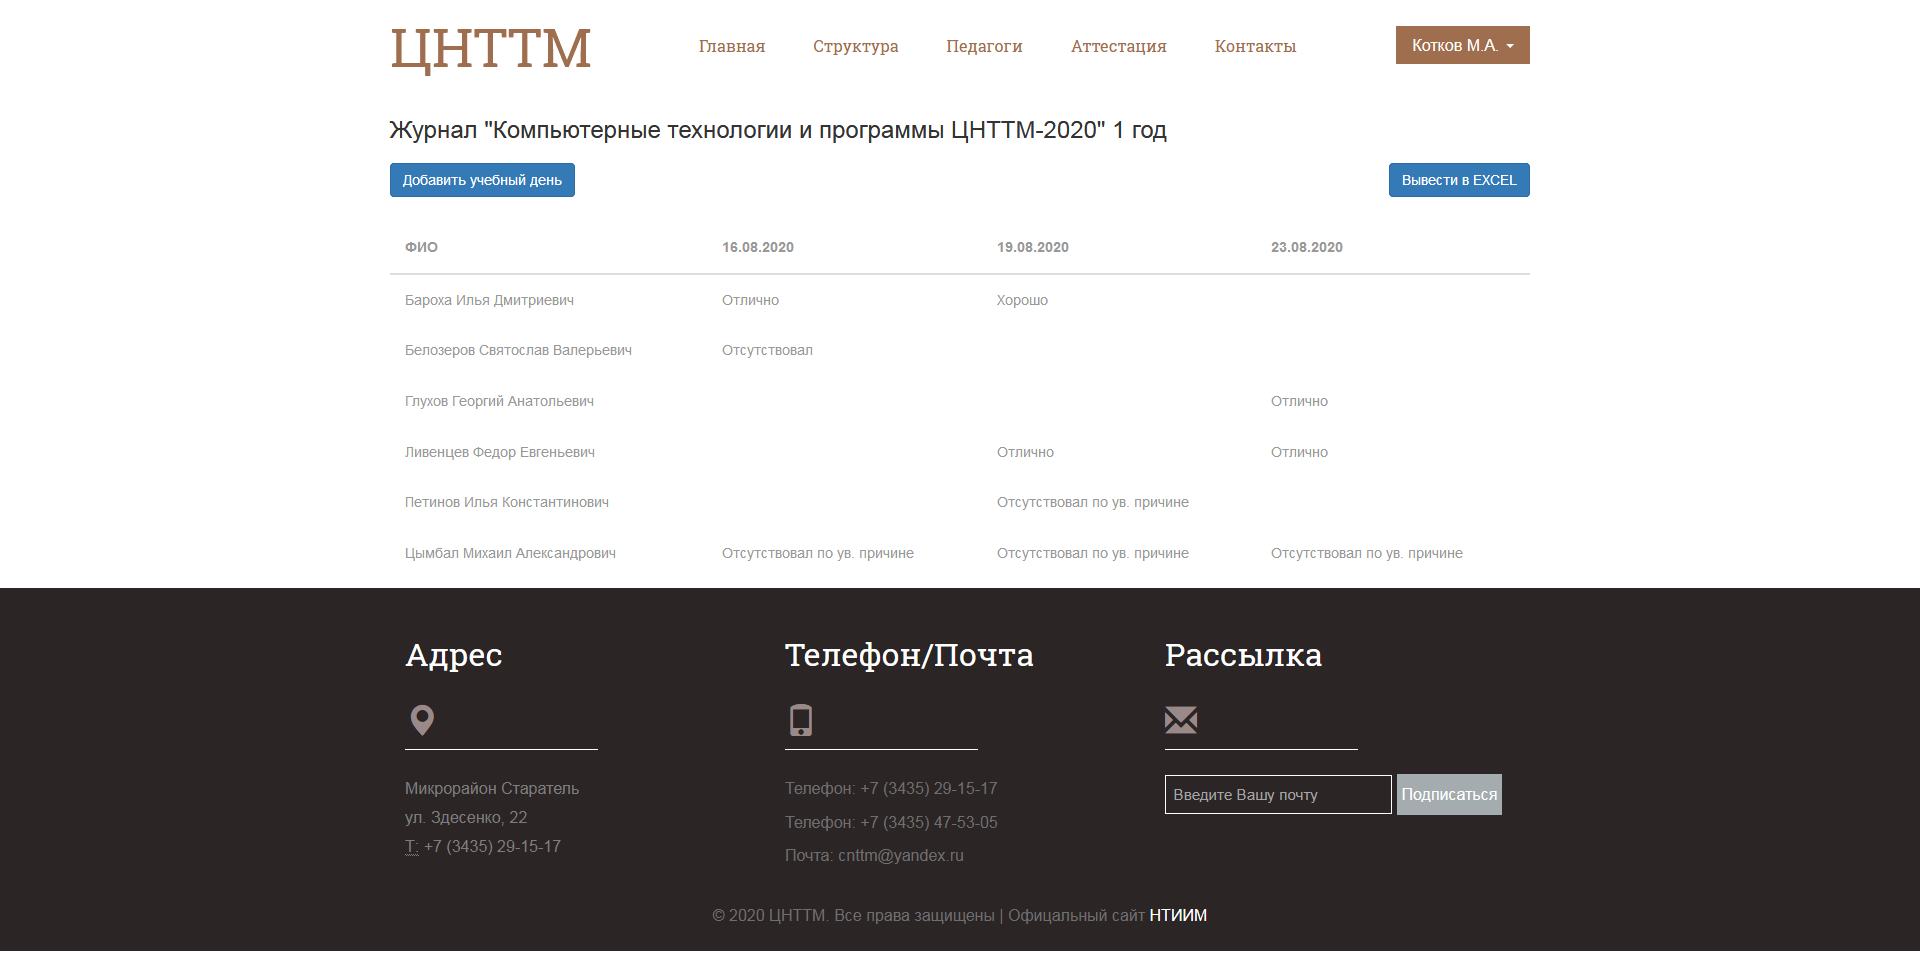 ЦНТТМ
Главная Структура Педагоги Аттестация Контакты
Котков М.А.
Журнал "Компьютерные технологии и программы ЦНТТМ-2020" 1 год
Добавить учебный день
Вывести в EXCEL
ФИО 16.08.2020 19.08.2020 23.08.2020
Бароха Илья Дмитриевич Отлично Хорошо
Белозеров Святослав Валерьевич Отсутствовал
Глухов Георгий Анатольевич Отлично
Ливенцев Федор Евгеньевич Отлично Отлично
Петинов Илья Константинович Отсутствовал по ув. причине
Цымбал Михаил Александрович Отсутствовал по ув. причине Отсутствовал по ув. причине Отсутствовал по ув. причине
Адрес
Микрорайон Старатель
ул. Здесенко, 22
Т: +7 (3435) 29-15-17
Телефон/Почта
Телефон: +7 (3435) 29-15-17
Телефон: +7 (3435) 47-53-05
Почта: cnttm@yandex.ru
Рассылка
Введите Вашу почту
Подписаться
© 2020 ЦНТТМ. Все права защищены | Офицальный сайт НТИИМ